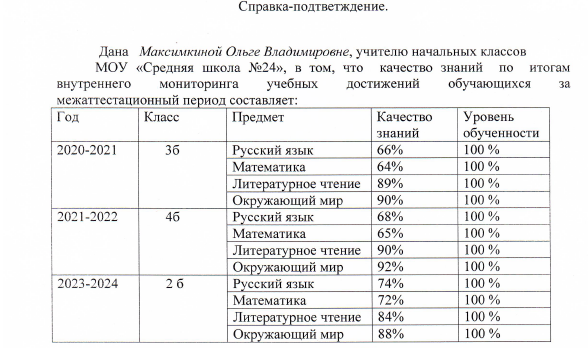 Справка-подтветждение.
Дана Максимкиной Ольге Владимировне, учителю начальных классов
МОУ «Средняя школа №24», в том, что качество знаний по итогам
внутреннего мониторинга учебных достижений обучающихся за
межаттестационный период составляет:
Год Класс Предмет Качество знаний Уровень обученности
2020-2021 3б Русский язык 66% 100 %
Математика 64% 100 %
Литературное чтение 89% 100 %
Окружающий мир 90% 100 %
2021-2022 4б Русский язык 68% 100 %
Математика 65% 100 %
Литературное чтение 90% 100 %
Окружающий мир 92% 100 %
2023-2024 2 б Русский язык 74% 100 %
Математика 72% 100 %
Литературное чтение 84% 100 %
Окружающий мир 88% 100 %